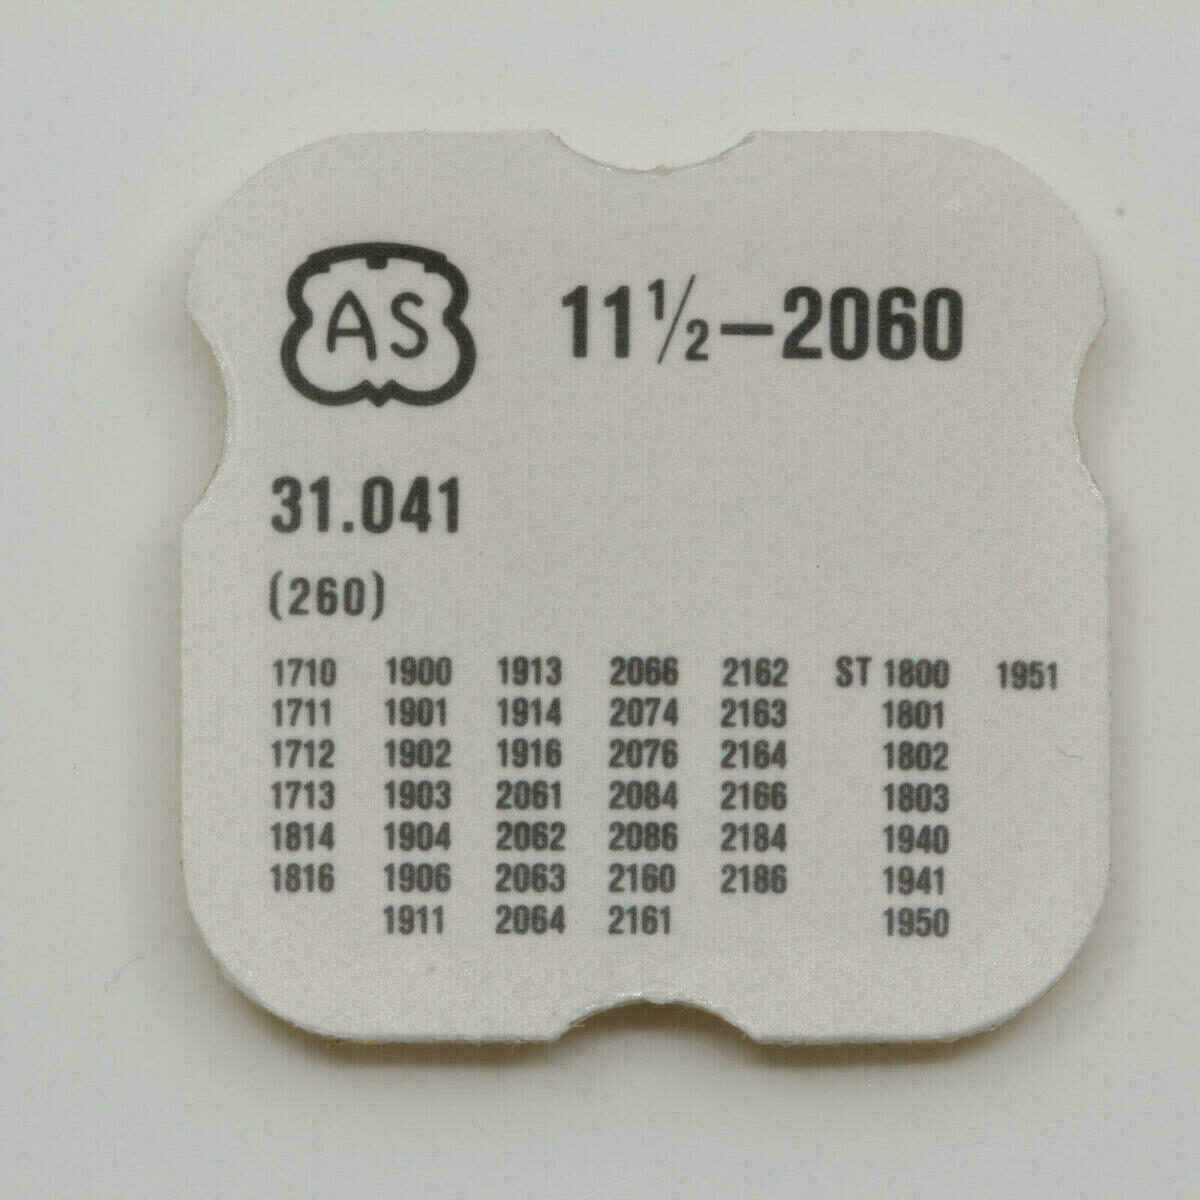 AS 11 1/2–2060
31.041
(260)
1710 1900 1913 2066 2162 ST 1800 1951
1711 1901 1914 2074 2163 1801
1712 1902 1916 2076 2164 1802
1713 1903 2061 2084 2166 1803
1814 1904 2062 2086 2184 1940
1816 1906 2063 2160 2186 1941
1911 2064 2161 1950